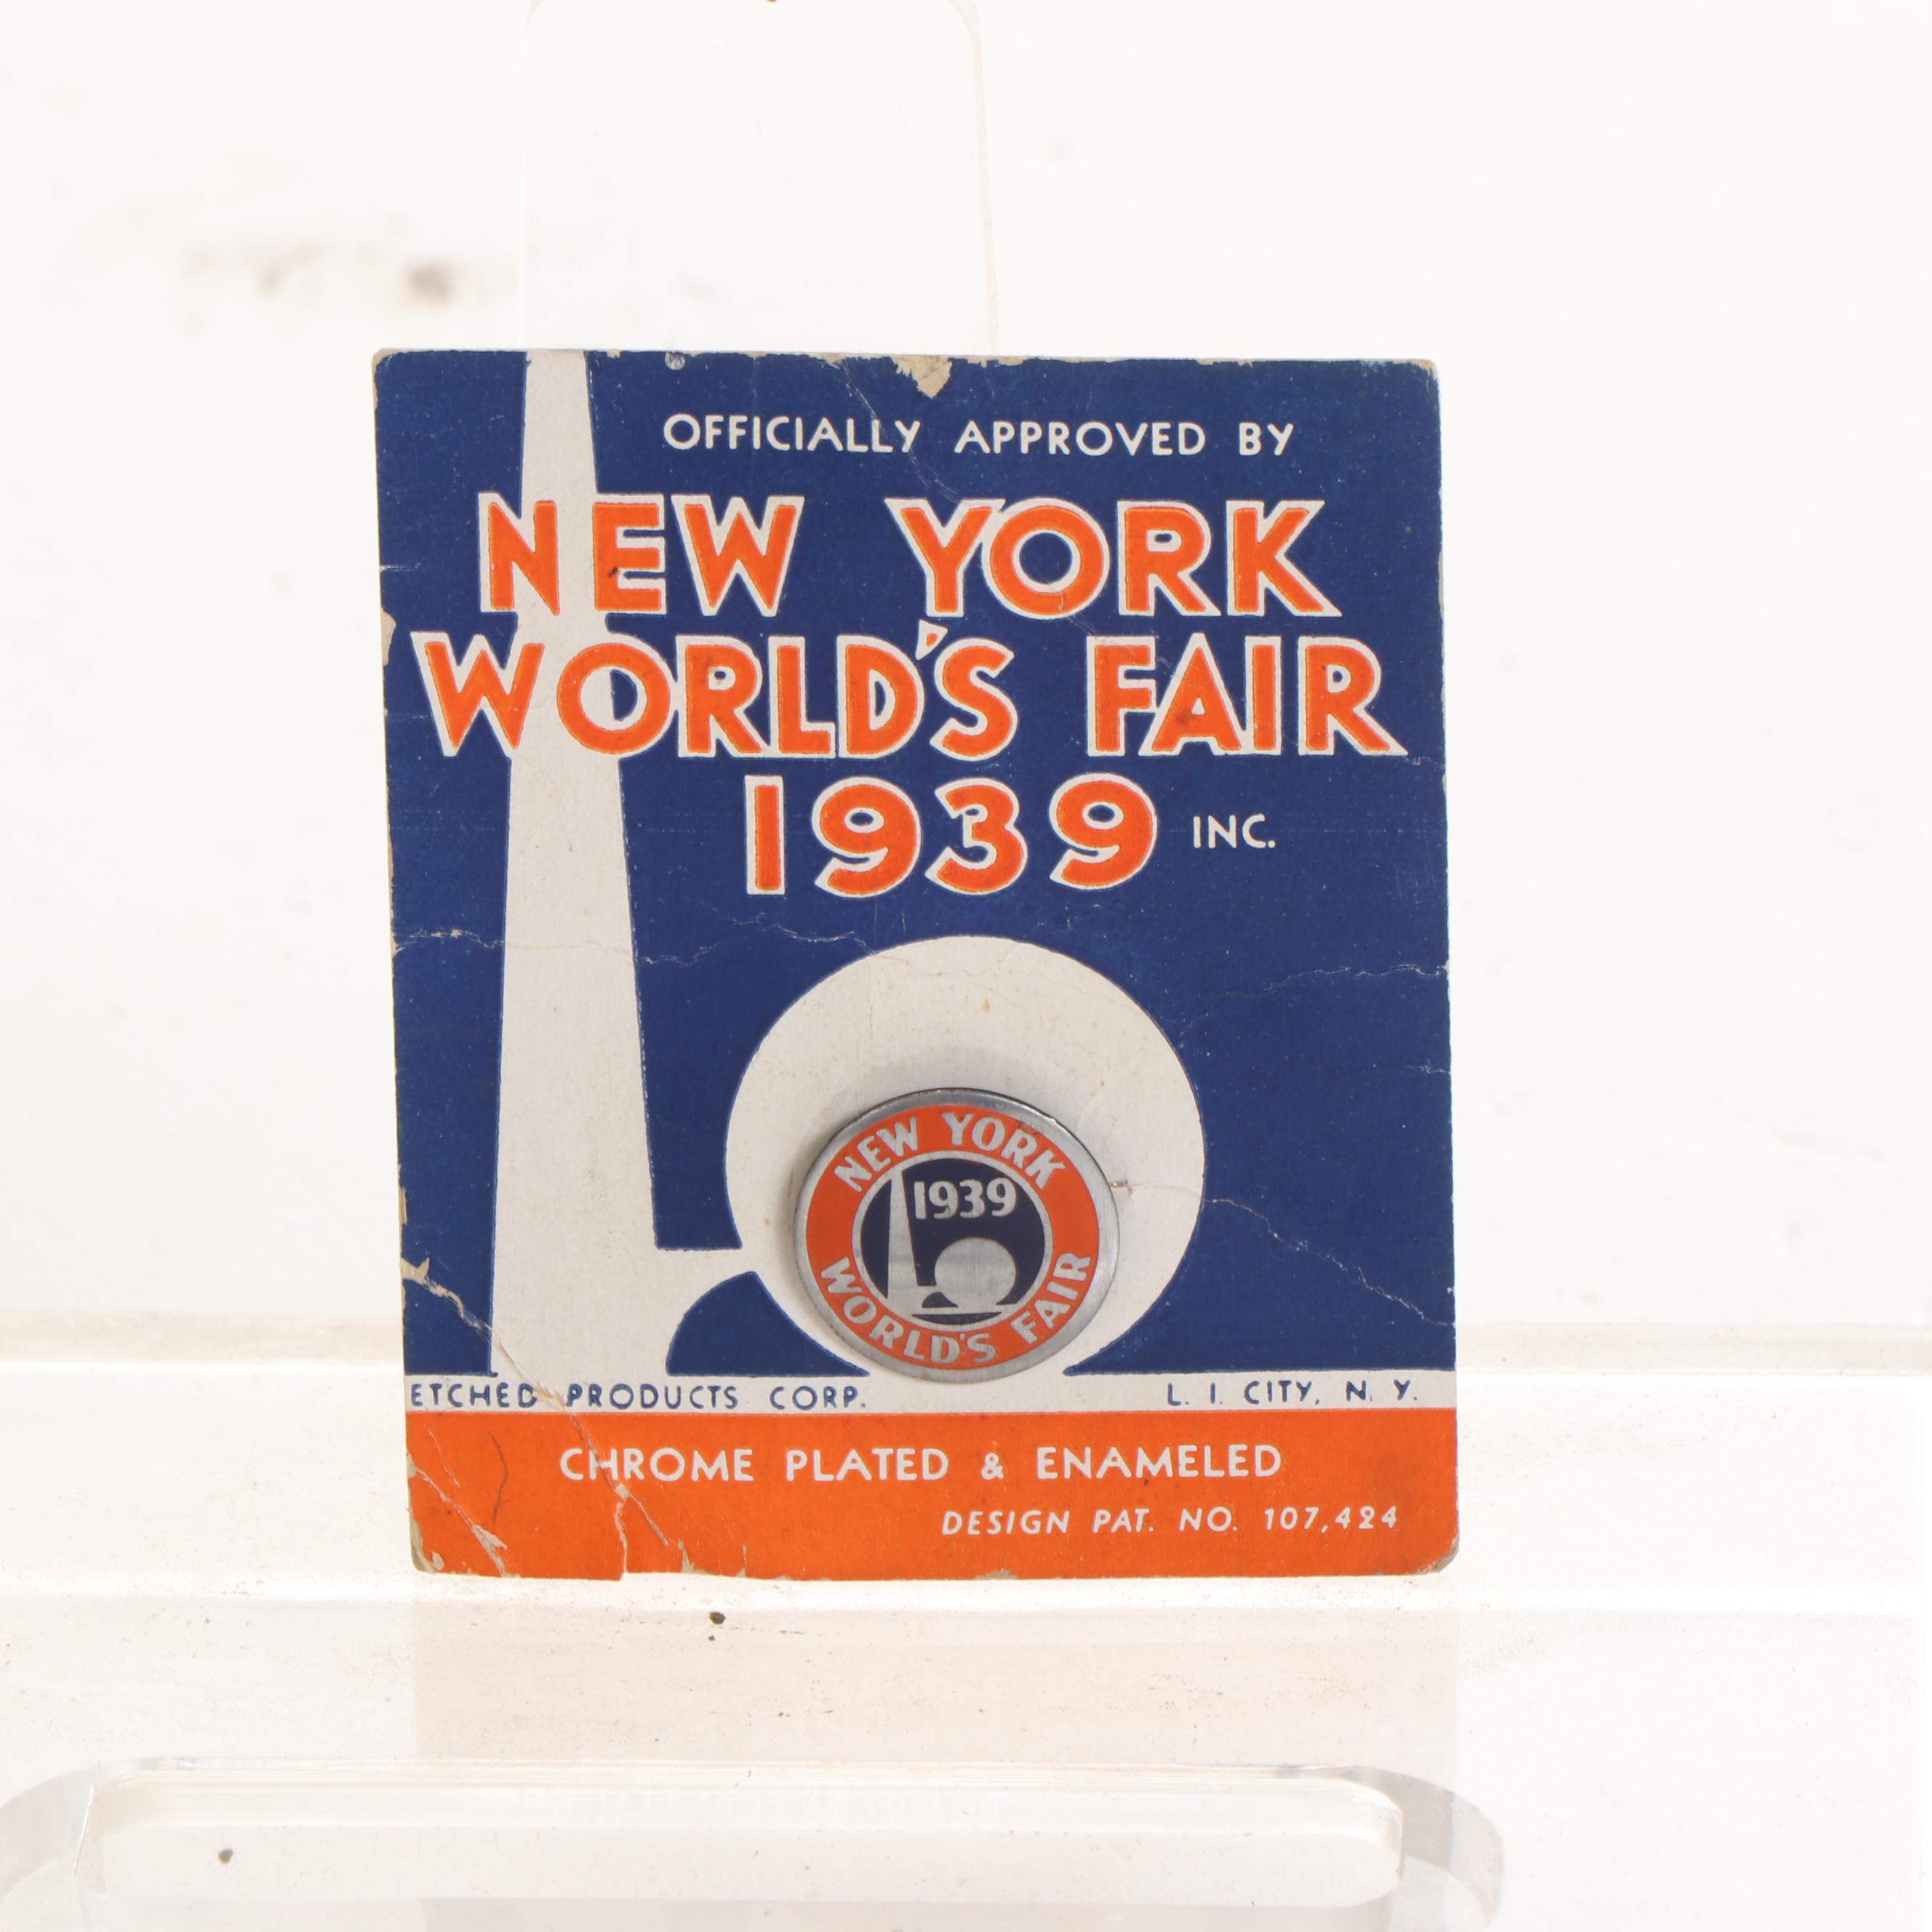 OFFICIALLY APPROVED BY
NEW YORK
WORLD'S FAIR
1939 INC.
NEW YORK
1939
WORLD'S FAIR
ETCHED PRODUCTS CORP. L. I. CITY, N. Y.
CHROME PLATED & ENAMELED
DESIGN PAT. NO. 107,424